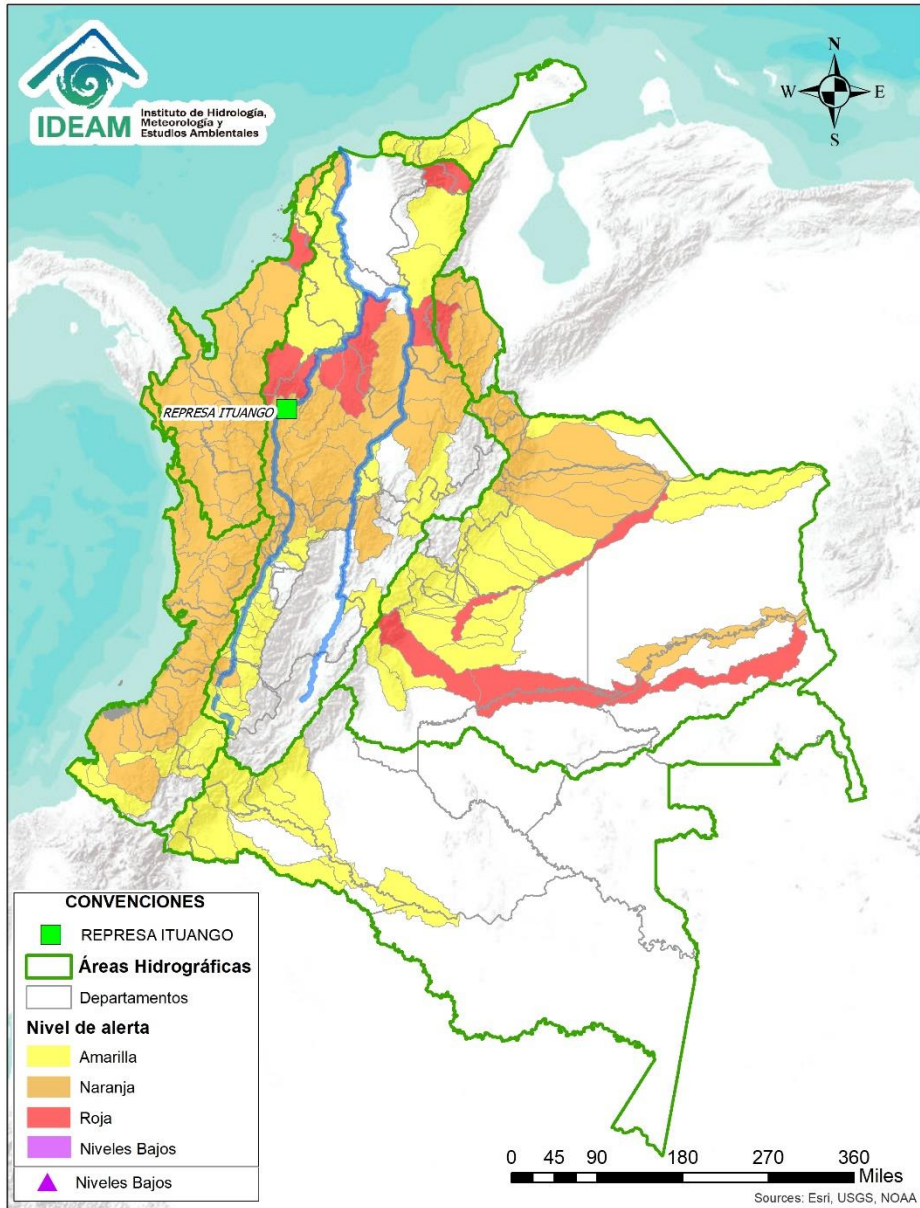 IDEAM
Instituto de Hidrología,
Meteorología y
Estudios Ambientales
N
W E
S
REPRESA ITUANGO
CONVENCIONES
REPRESA ITUANGO
Áreas Hidrográficas
Departamentos
Nivel de alerta
Amarilla
Naranja
Roja
Niveles Bajos
Niveles Bajos
0 45 90 180 270 360
Miles
Sources: Esri, USGS, NOAA